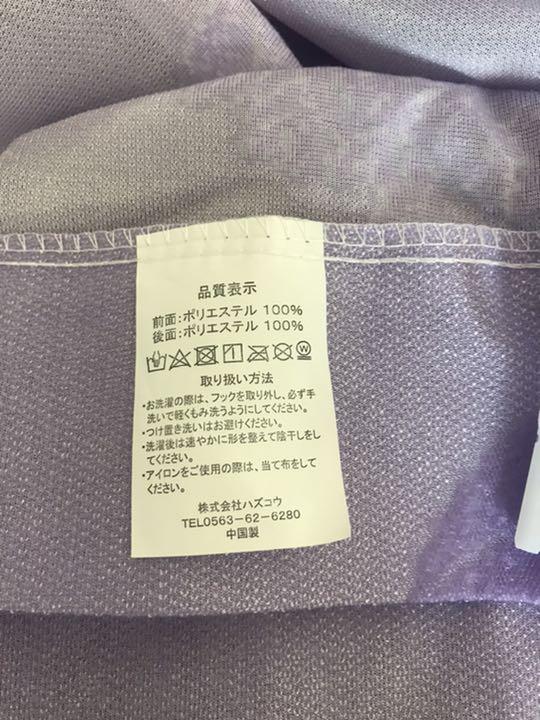 品質表示
前面:ポリエステル 100%
後面:ポリエステル 100%
取り扱い方法
・お洗濯の際は、フックを取り外し、必ず手
洗いで軽くもみ洗うようにしてください。
・つけ置き洗いはお避けください。
・洗濯後は速やかに形を整えて陰干しをし
てください。
・アイロンをご使用の際は、当て布をして
ください。
株式会社ハズコウ
TEL0563-62-6280
中国製